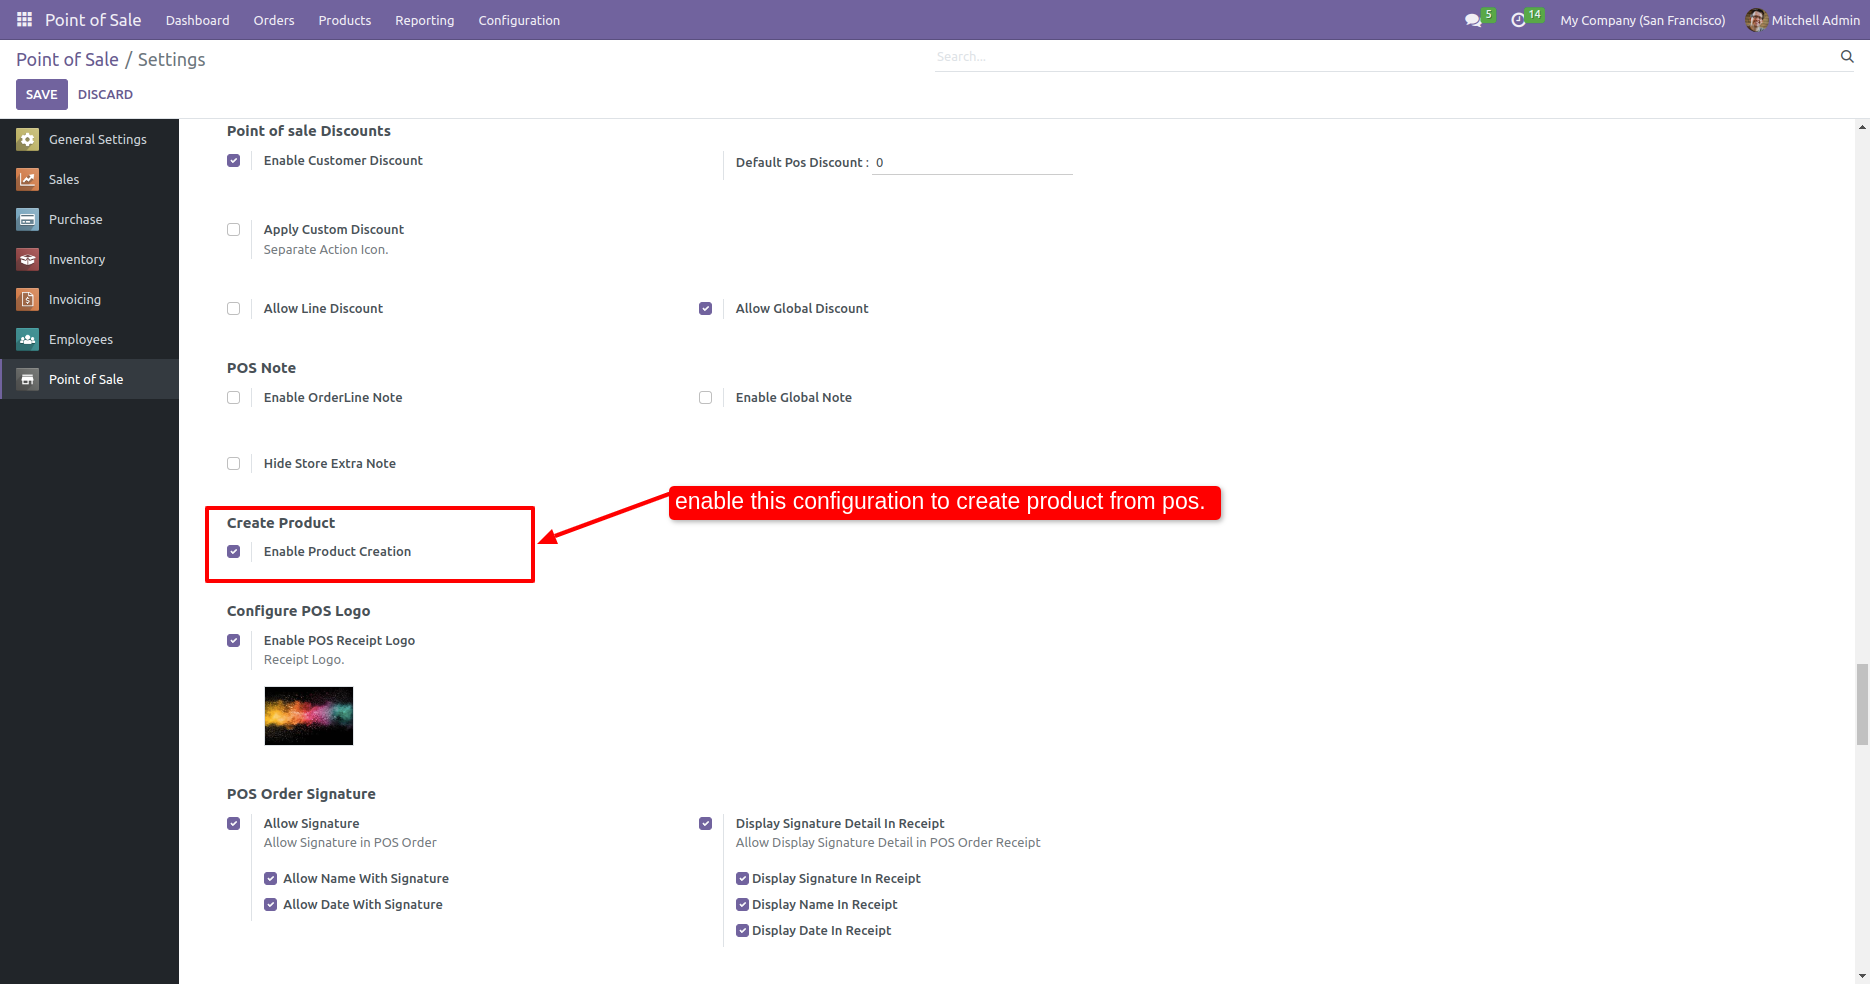 Point of Sale Dashboard Orders Products Reporting Configuration 5 14 My Company (San Francisco) Mitchell Admin
Point of Sale / Settings
Search...
SAVE DISCARD
General Settings
Sales
Purchase
Inventory
Invoicing
Employees
Point of Sale
Point of sale Discounts
Enable Customer Discount
Default Pos Discount : 0
Apply Custom Discount
Separate Action Icon.
Allow Line Discount
Allow Global Discount
POS Note
Enable OrderLine Note
Enable Global Note
Hide Store Extra Note
enable this configuration to create product from pos.
Create Product
Enable Product Creation
Configure POS Logo
Enable POS Receipt Logo
Receipt Logo.
POS Order Signature
Allow Signature
Allow Signature in POS Order
Allow Name With Signature
Allow Date With Signature
Display Signature Detail In Receipt
Allow Display Signature Detail in POS Order Receipt
Display Signature In Receipt
Display Name In Receipt
Display Date In Receipt